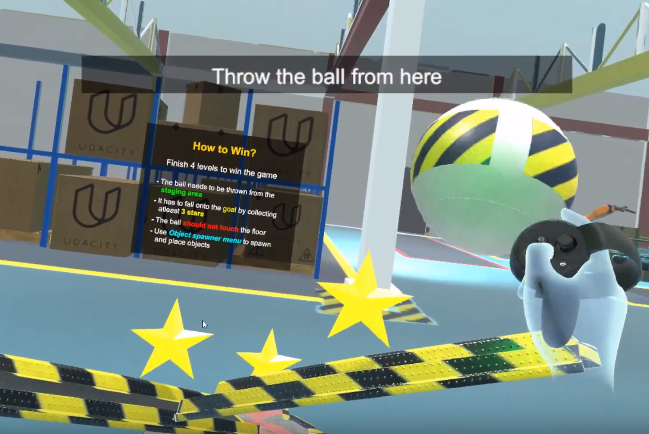 Throw the ball from here
How to Win?
Finish 4 levels to win the game
- The ball needs to be thrown from the
staging area
- It has to fall onto the goal by collecting
atleast 3 stars
- The ball should not touch the floor
- Use Object spawner menu to spawn
and place objects
UDACITY
UDACITY
UDACITY